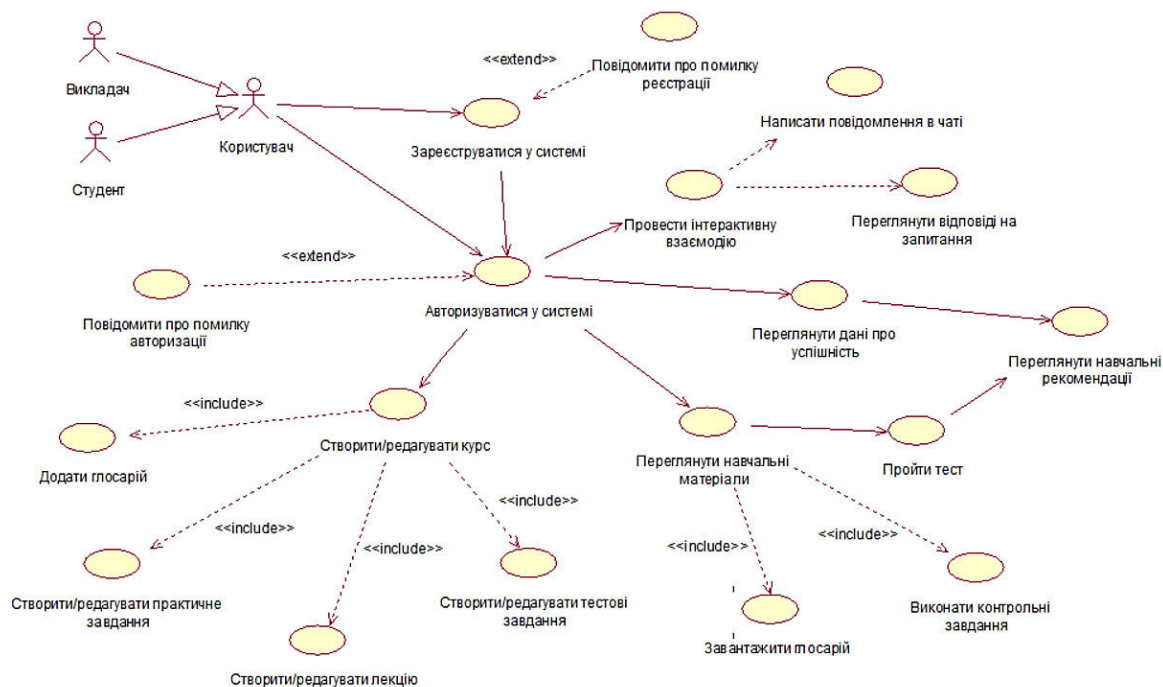 <<extend>>
Повідомити про помилку
реєстрації
Викладач
Написати повідомлення в чаті
Користувач
Зареєструватися у системі
Студент
Провести інтерактивну
взаємодію
Переглянути відповіді на
запитання
<<extend>>
Повідомити про помилку
авторизації
Авторизуватися у системі
Переглянути дані про
успішність
Переглянути навчальні
рекомендації
<<include>>
Додати глосарій
Створити/редагувати курс
Переглянути навчальні
матеріали
Пройти тест
<<include>>
<<include>>
<<include>>
<<include>>
<<include>>
Створити/редагувати практичне
завдання
Створити/редагувати тестові
завдання
Створити/редагувати лекцію
Завантажити глосарій
Виконати контрольні
завдання